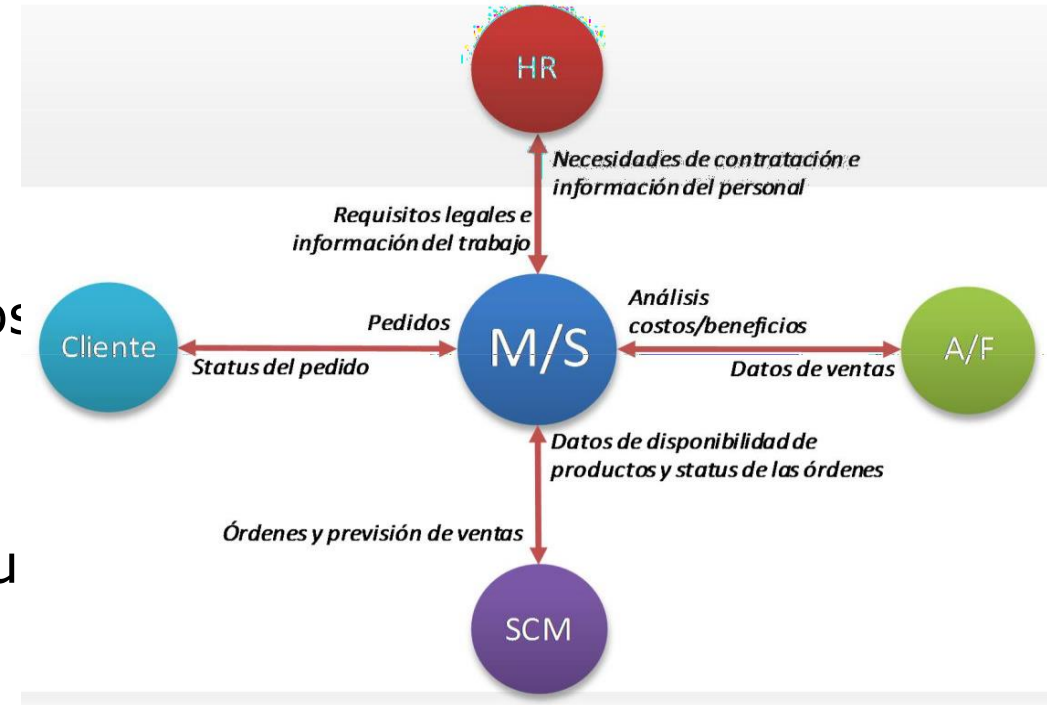 HR
Necesidades de contratación e
información del personal
Requisitos legales e
información del trabajo
os
Cliente
Pedidos
Status del pedido
M/S
Análisis
costos/beneficios
Datos de ventas
A/F
Datos de disponibilidad de
productos y status de las órdenes
Órdenes y previsión de ventas
u
SCM